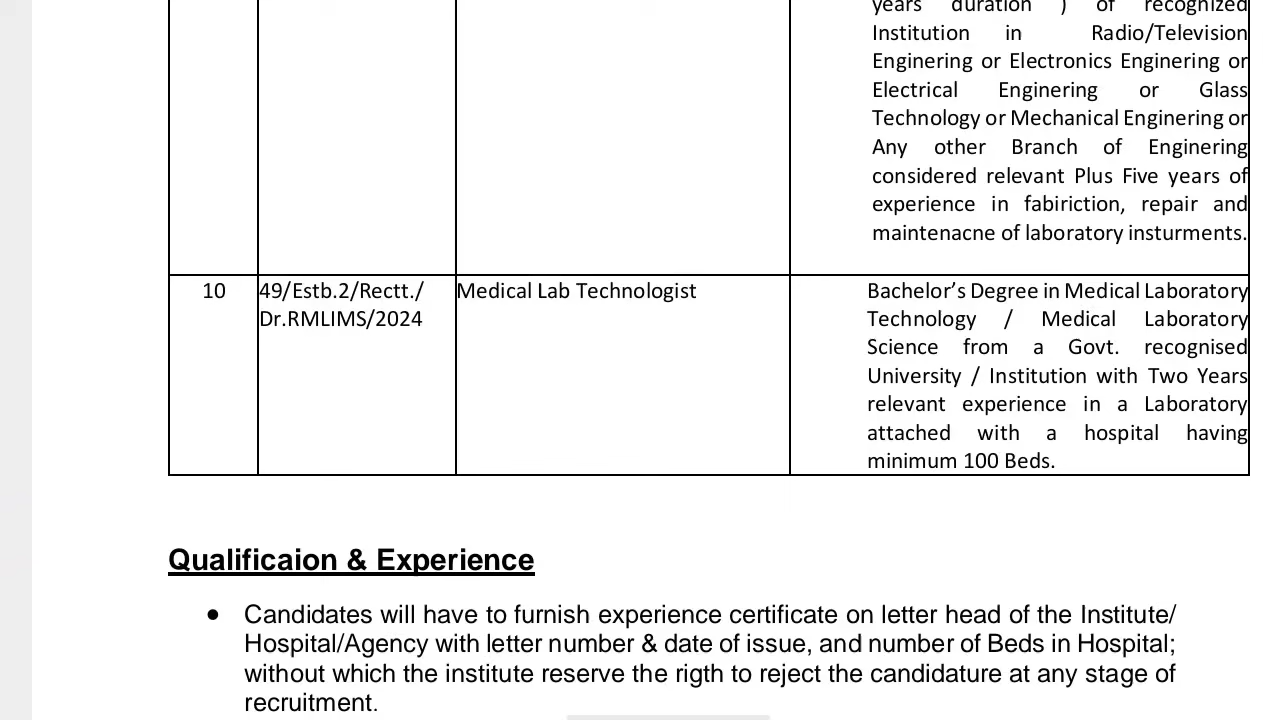 years duration ) of recognized
Institution in Radio/Television
Enginering or Electronics Enginering or
Electrical Enginering or Glass
Technology or Mechanical Enginering or
Any other Branch of Enginering
considered relevant Plus Five years of
experience in fabiriction, repair and
maintenacne of laboratory insturments.
10 49/Estb.2/Rectt./ Medical Lab Technologist Bachelor’s Degree in Medical Laboratory
Dr.RMLIMS/2024 Technology / Medical Laboratory
Science from a Govt. recognised
University / Institution with Two Years
relevant experience in a Laboratory
attached with a hospital having
minimum 100 Beds.
Qualificaion & Experience
● Candidates will have to furnish experience certificate on letter head of the Institute/
Hospital/Agency with letter number & date of issue, and number of Beds in Hospital;
without which the institute reserve the rigth to reject the candidature at any stage of
recruitment.